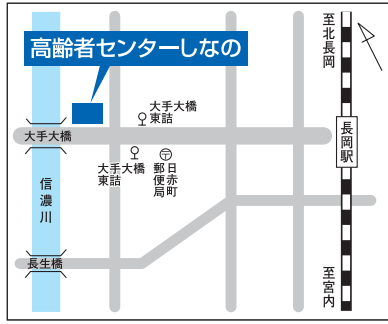 高齢者センターしなの
至北長岡
大手大橋
東詰
大手大橋
長岡駅
大手大橋
東詰
日赤町
郵便局
信濃川
長生橋
至宮内